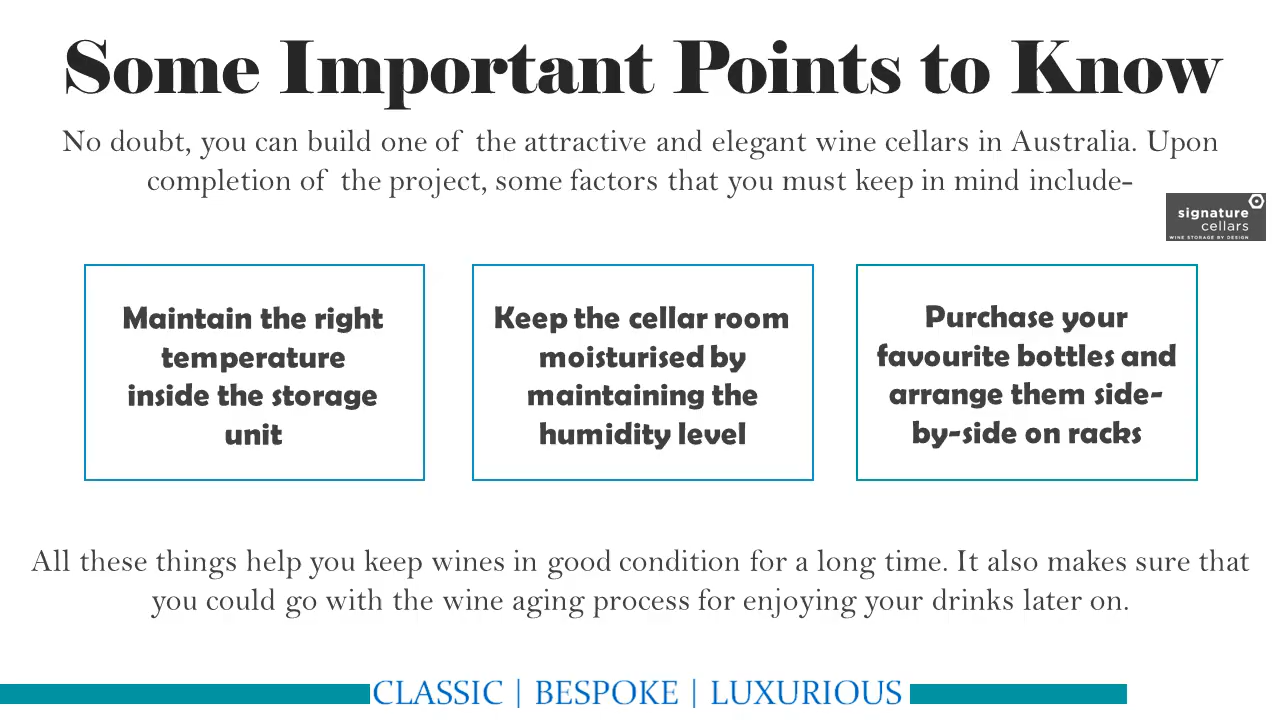 Some Important Points to Know
No doubt, you can build one of the attractive and elegant wine cellars in Australia. Upon
completion of the project, some factors that you must keep in mind include-
signature
cellars
WINE STORAGE BY DESIGN
Maintain the right
temperature
inside the storage
unit
Keep the cellar room
moisturised by
maintaining the
humidity level
Purchase your
favourite bottles and
arrange them side-
by-side on racks
All these things help you keep wines in good condition for a long time. It also makes sure that
you could go with the wine aging process for enjoying your drinks later on.
CLASSIC | BESPOKE | LUXURIOUS